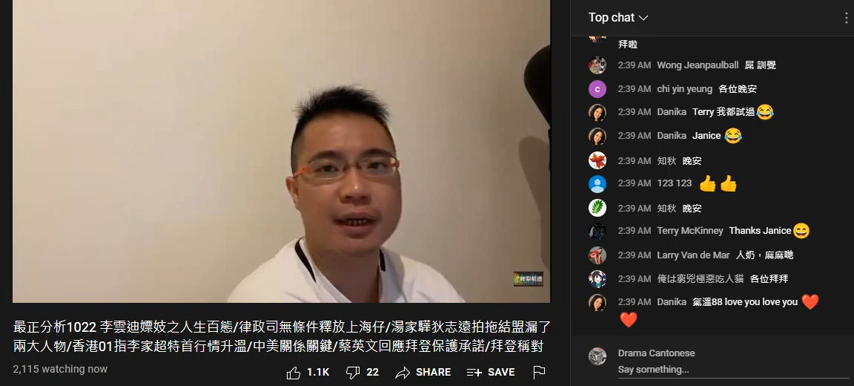 Top chat
拜啦
2:39 AM Wong Jeanpaulball 屍 訓覺
2:39 AM chi yin yeung 各位晚安
2:39 AM Danika Terry 我都試過😂
2:39 AM Danika Janice 😂
2:39 AM 知秋 晚安
2:39 AM 123 123 👍👍
2:39 AM 知秋 晚安
2:39 AM Terry McKinney Thanks Janice😄
2:39 AM Larry Van de Mar 人奶，麻麻哋
2:39 AM 俺は窮兇極惡吃人貓 各位拜拜
2:39 AM Danika 氣溫88 love you love you ❤️
❤️
Drama Cantonese
Say something...
最正分析1022 李雲迪嫖妓之人生百態/律政司無條件釋放上海仔/湯家驊狄志遠拍拖結盟漏了
兩大人物/香港01指李家超特首行情升溫/中美關係關鍵/蔡英文回應拜登保護承諾/拜登稱對
2,115 watching now
1.1K 22 SHARE SAVE